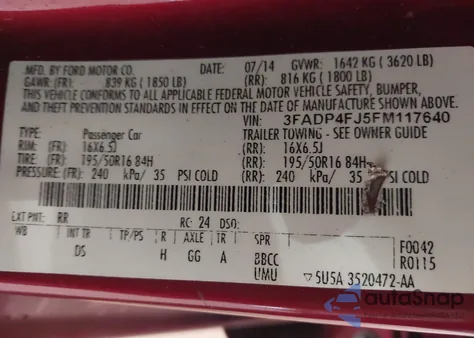 MFD. BY FORD MOTOR CO. DATE: 07/14 GVWR: 1642 KG ( 3620 LB)
GAWR: (FR): 839 KG ( 1850 LB) (RR): 816 KG ( 1800 LB)
THIS VEHICLE CONFORMS TO ALL APPLICABLE FEDERAL MOTOR VEHICLE SAFETY, BUMPER,
AND THEFT PREVENTION STANDARDS IN EFFECT ON THE DATE OF MANUFACTURE SHOWN ABOVE.
VIN: 3FADP4FJ5FM117640
TYPE: Passenger Car TRAILER TOWING - SEE OWNER GUIDE
RIM: (FR) 16X6.5J (RR): 16X6.5J
TIRE: (FR) 195/50R16 84H (RR): 195/50R16 84H
PRESSURE: (FR) 240 kPa/ 35 PSI COLD (RR): 240 kPa/ 35 PSI COLD
EXT PNT: RR RC: 24 DSO:
WB INT TR TP/PS R AXLE TR SPR F0042
DS H GG A BBCC R0115
UMU ▽5U5A 3520472-AA
autoSnap